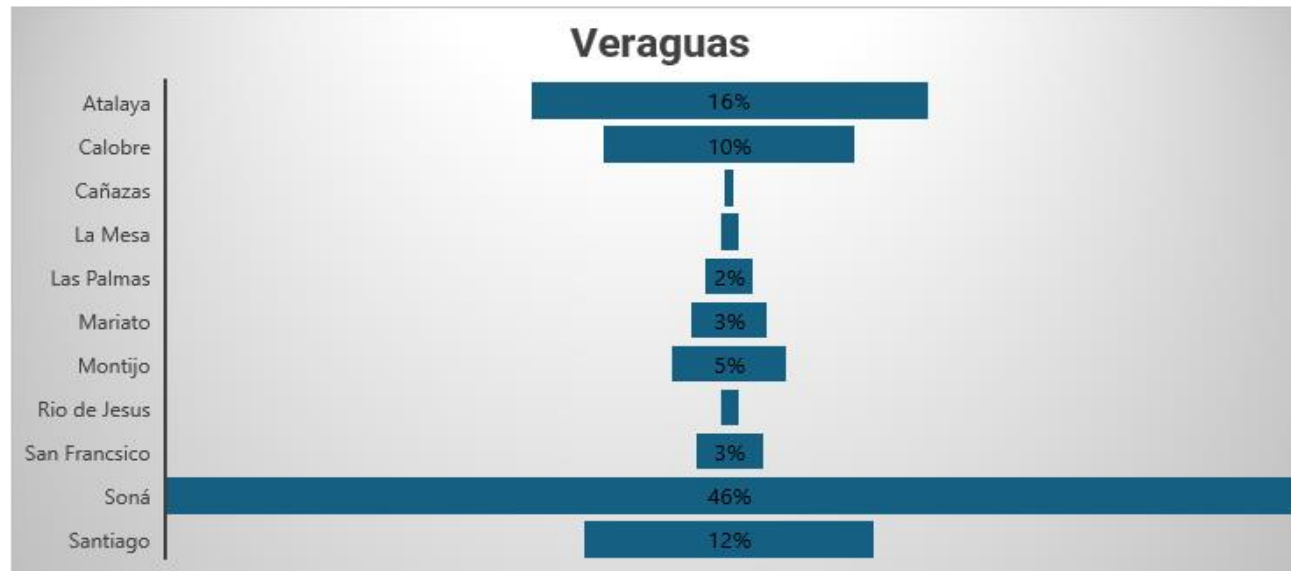 Veraguas
Atalaya 16%
Calobre 10%
Cañazas
La Mesa
Las Palmas 2%
Mariato 3%
Montijo 5%
Rio de Jesus
San Francsico 3%
Soná 46%
Santiago 12%